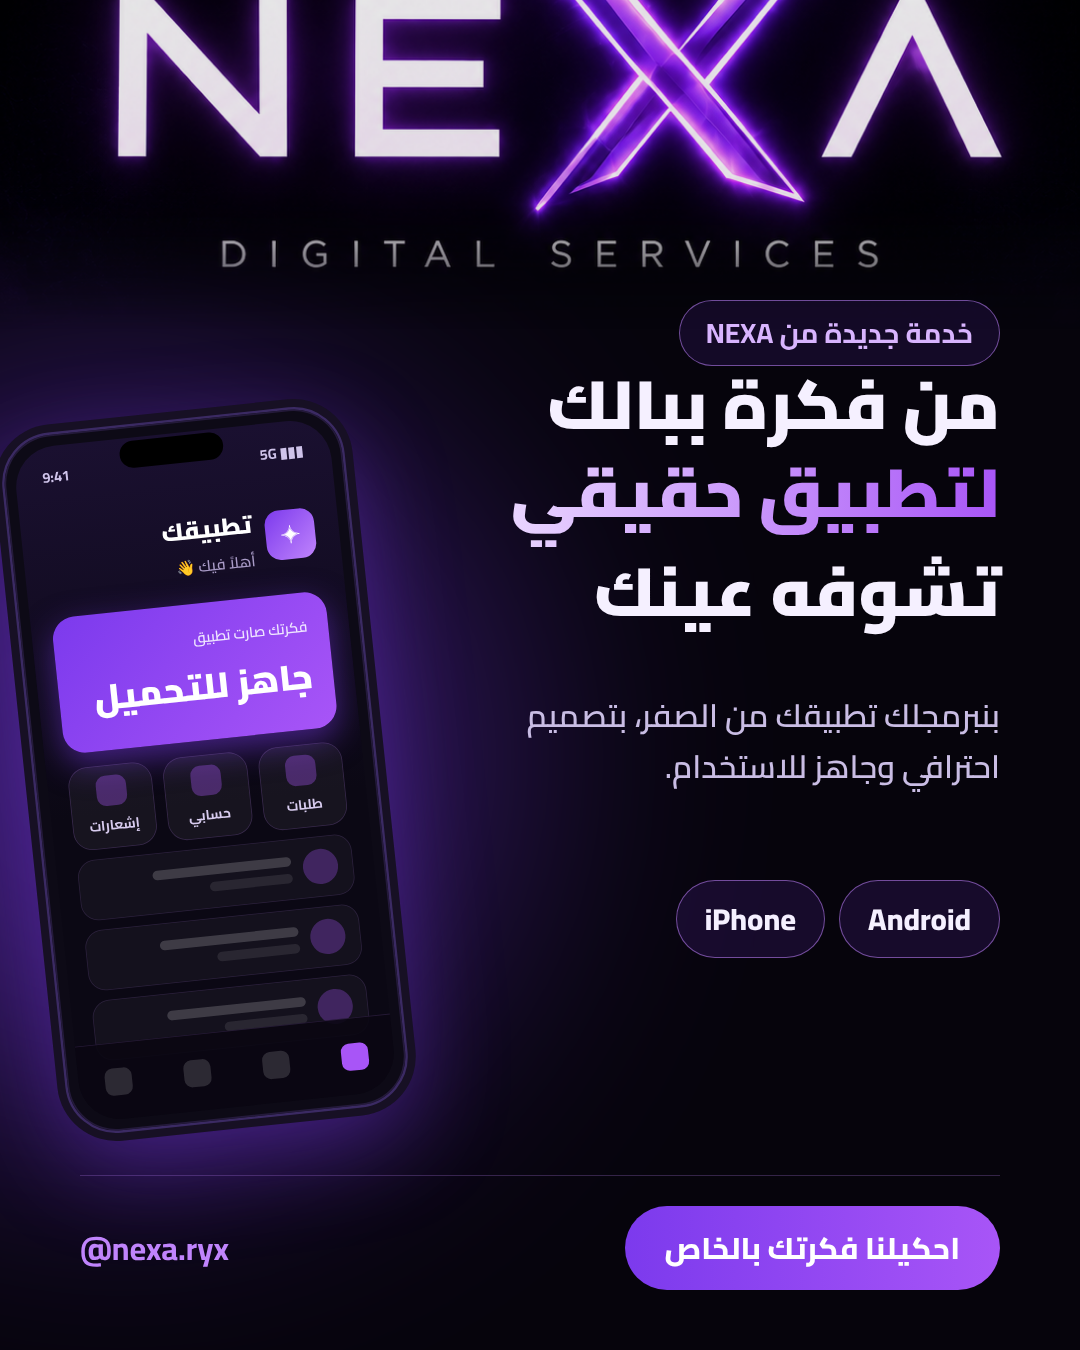 NEXA
DIGITAL SERVICES
خدمة جديدة من NEXA
من فكرة ببالك
لتطبيق حقيقي
تشوفه عينك
بنبرمجلك تطبيقك من الصفر، بتصميم
احترافي وجاهز للاستخدام.
Android
iPhone
9:41
5G
تطبيقك
أهلاً فيك 👋
فكرتك صارت تطبيق
جاهز للتحميل
طلبات
حسابي
إشعارات
احكيلنا فكرتك بالخاص
@nexa.ryx